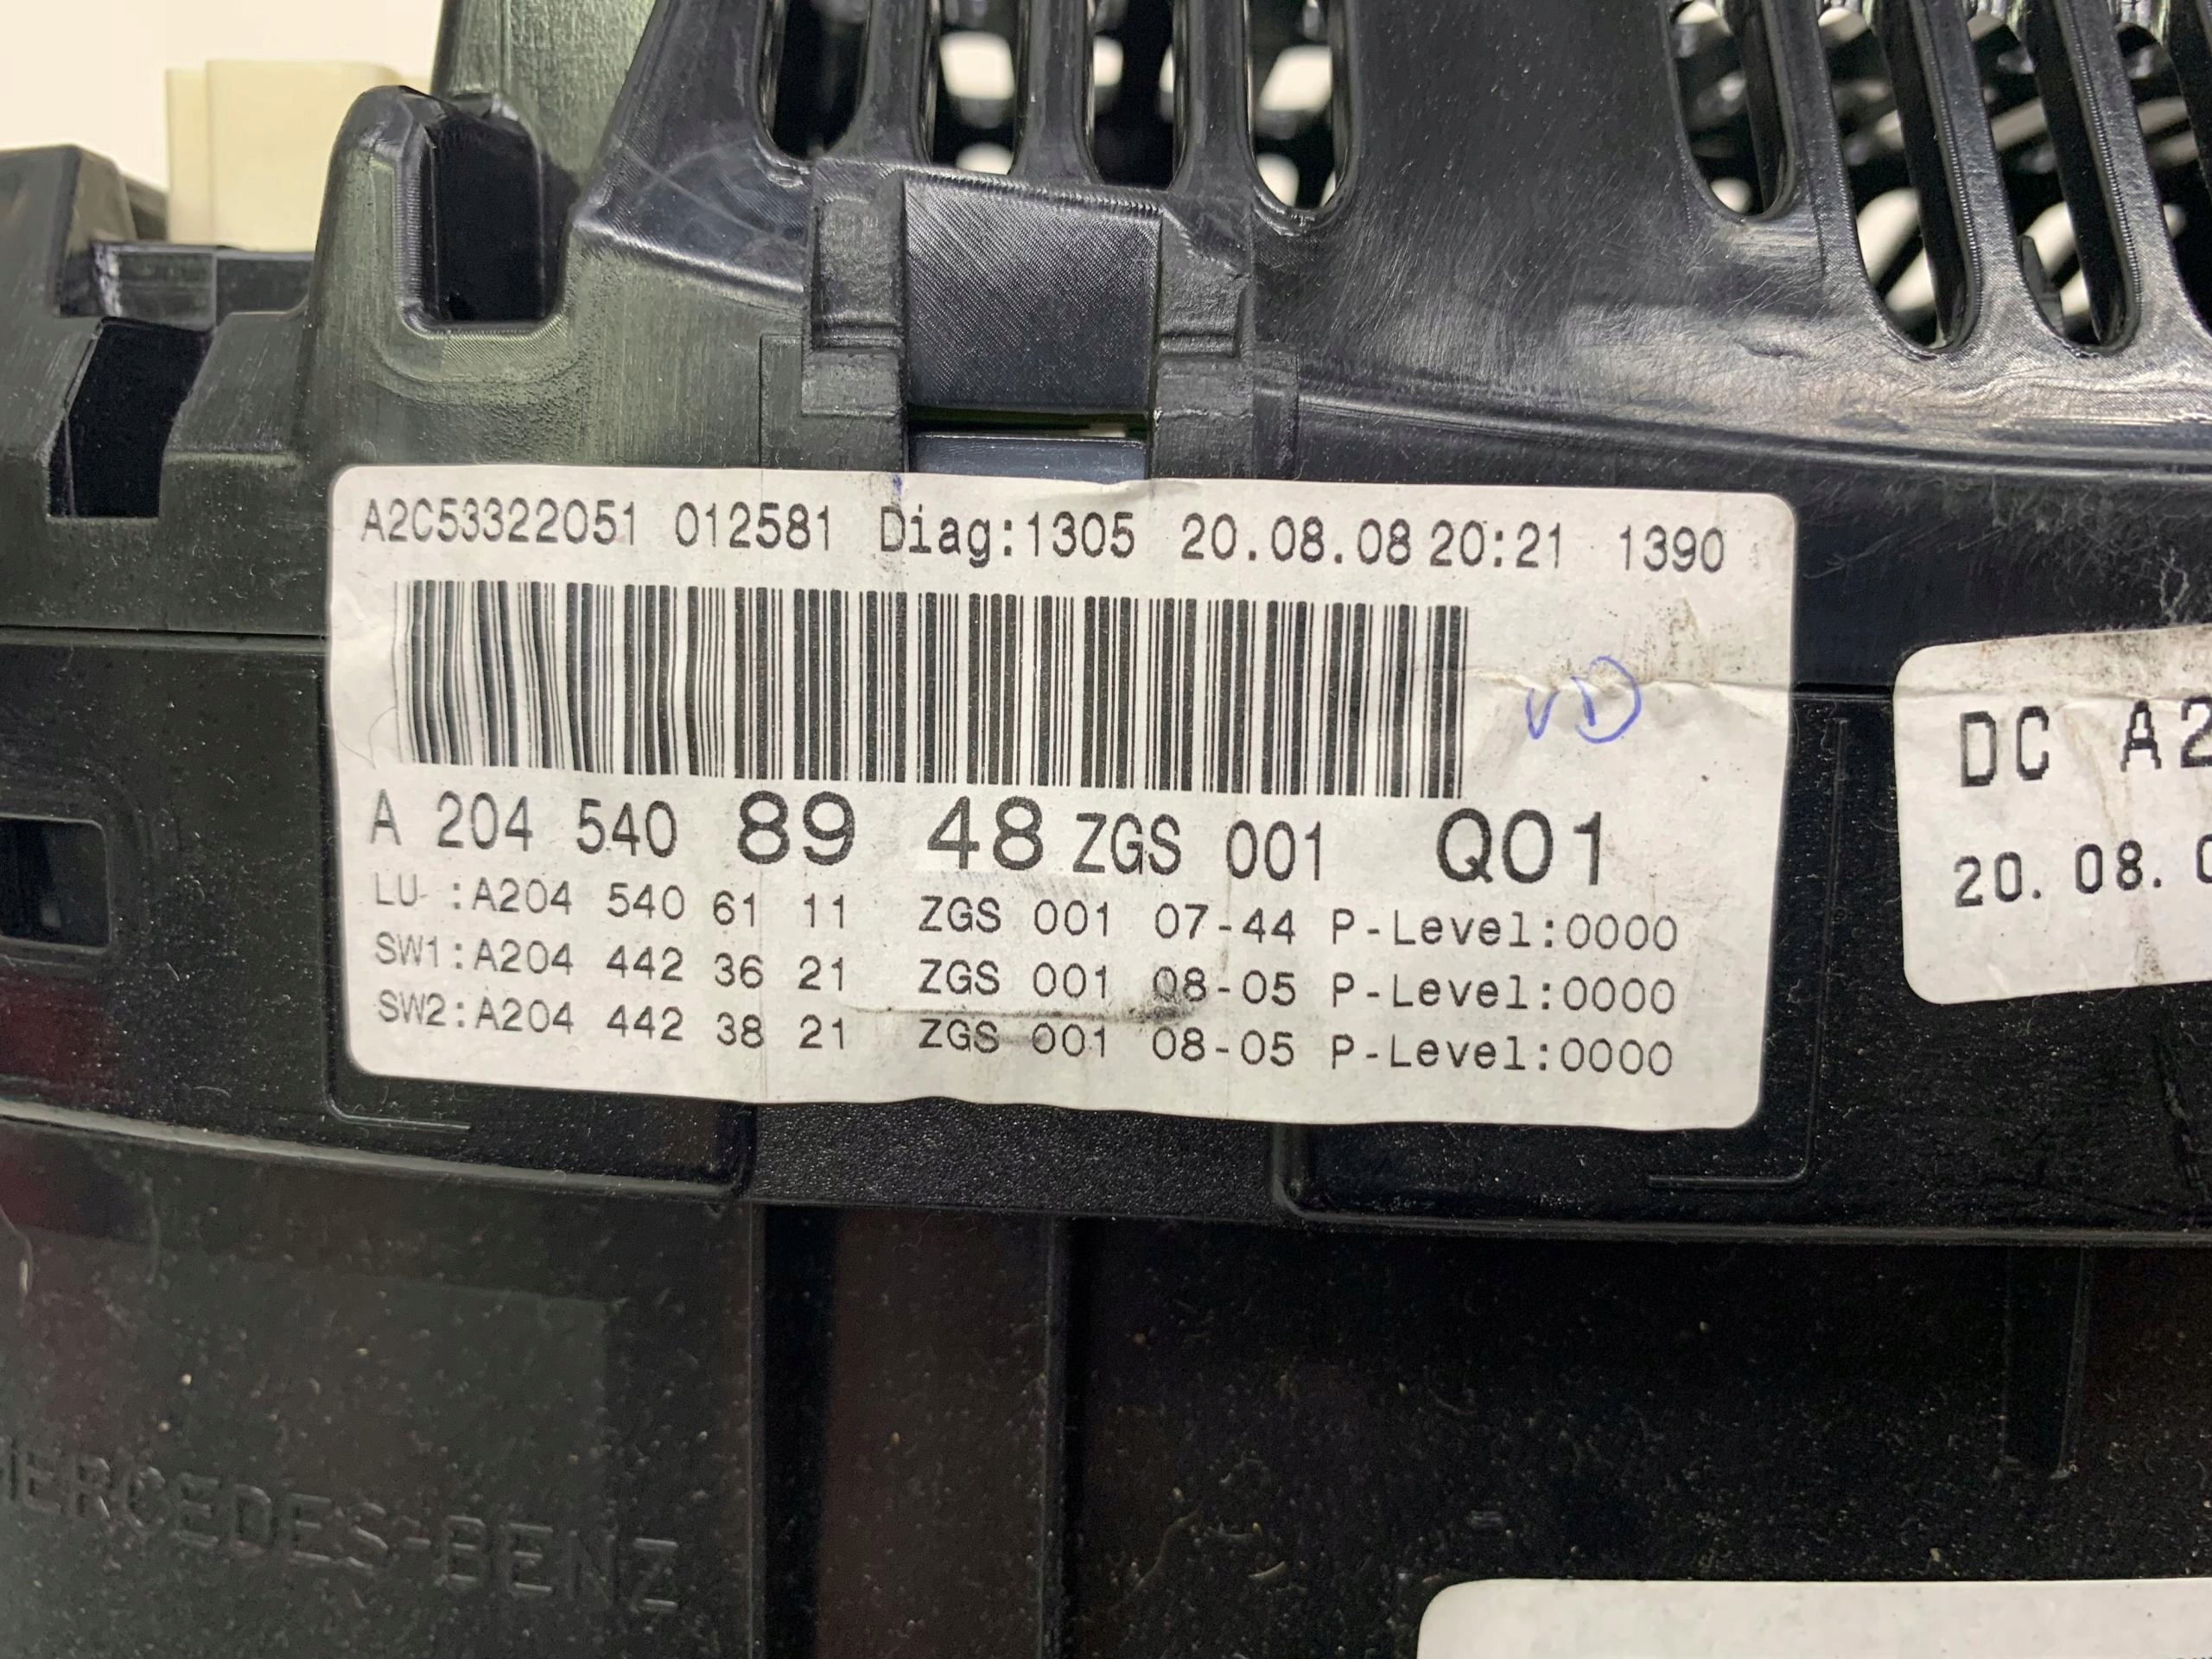 A2C53322051 012581 Diag:1305 20.08.08 20:21 1390
A 204 540 89 48 ZGS 001 Q01
LU :A204 540 61 11 ZGS 001 07-44 P-Level:0000
SW1:A204 442 36 21 ZGS 001 08-05 P-Level:0000
SW2:A204 442 38 21 ZGS 001 08-05 P-Level:0000
DC A2
20. 08. 0
MERCEDES-BENZ